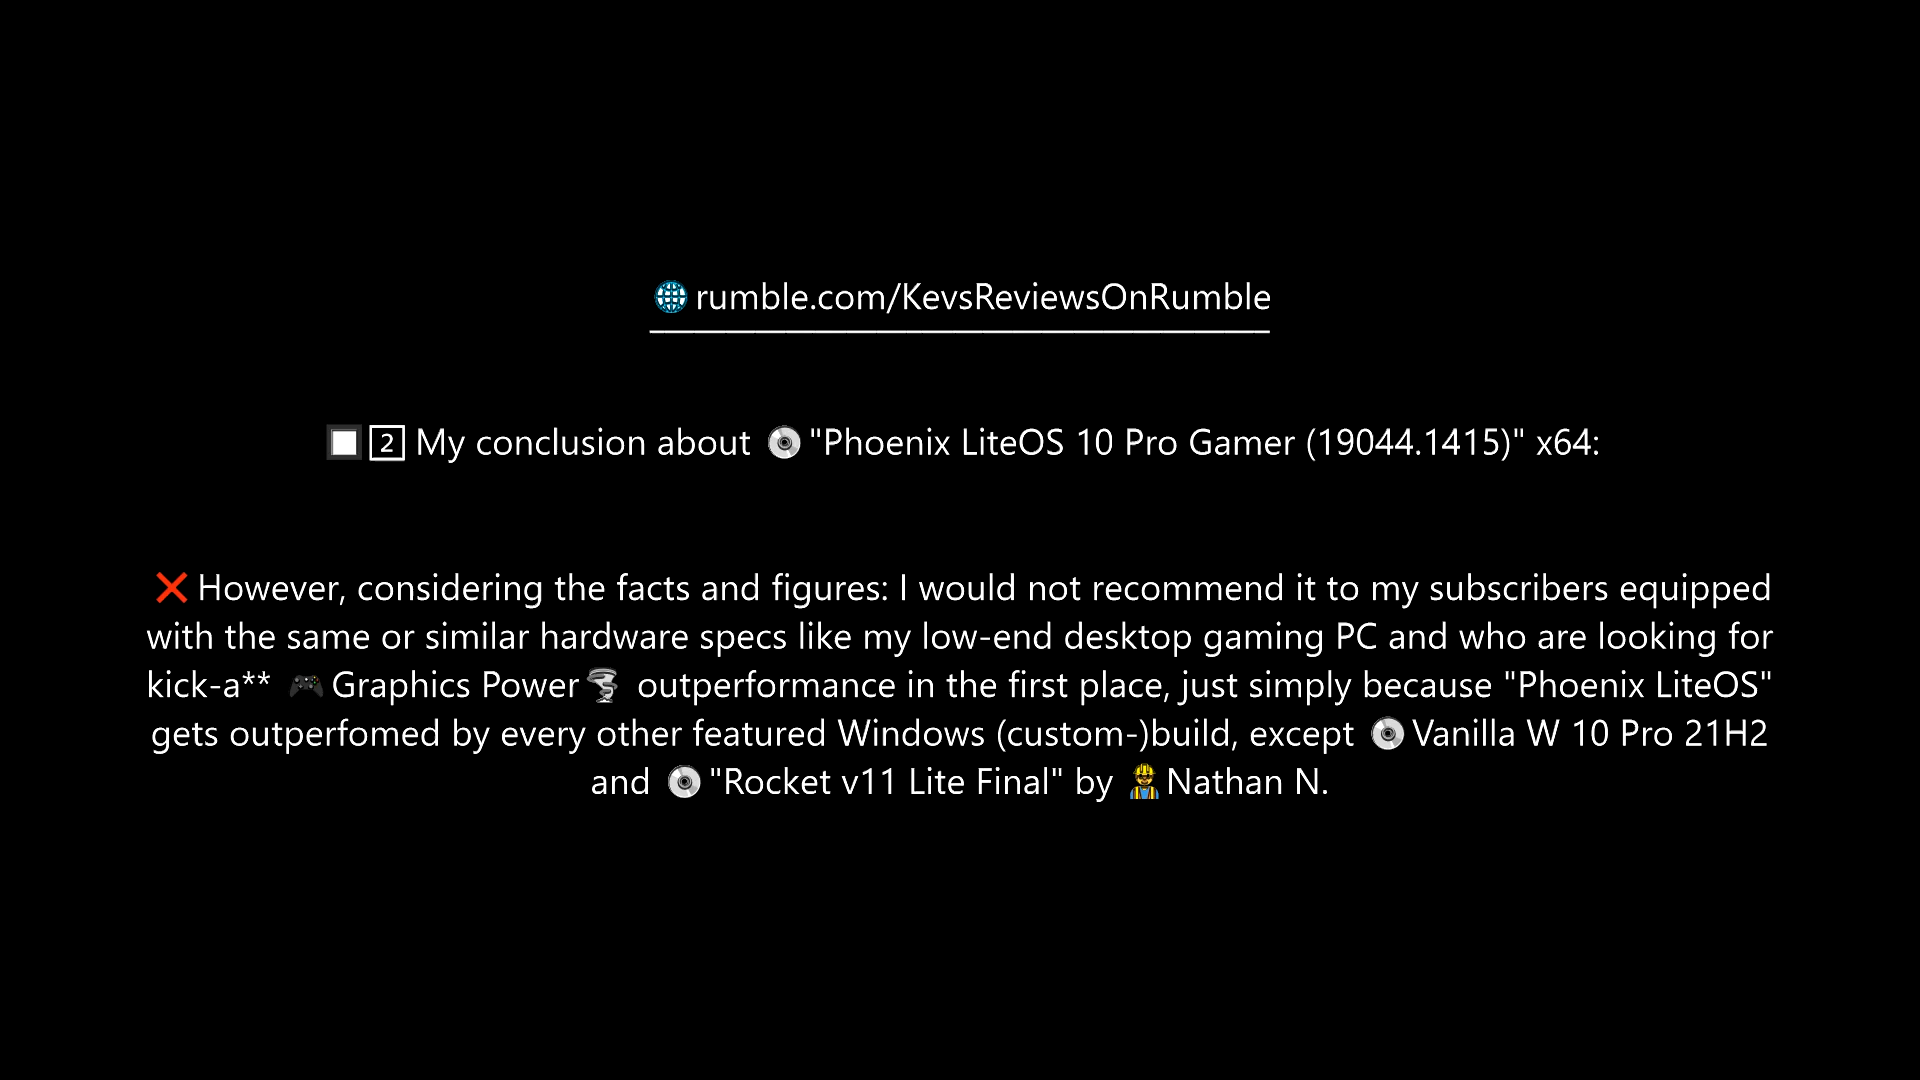 🌐rumble.com/KevsReviewsOnRumble
🔲2️⃣ My conclusion about 💿"Phoenix LiteOS 10 Pro Gamer (19044.1415)" x64:
❌However, considering the facts and figures: I would not recommend it to my subscribers equipped
with the same or similar hardware specs like my low-end desktop gaming PC and who are looking for
kick-a** 🎮Graphics Power🌪 outperformance in the first place, just simply because "Phoenix LiteOS"
gets outperfomed by every other featured Windows (custom-)build, except 💿Vanilla W 10 Pro 21H2
and 💿"Rocket v11 Lite Final" by 👷Nathan N.